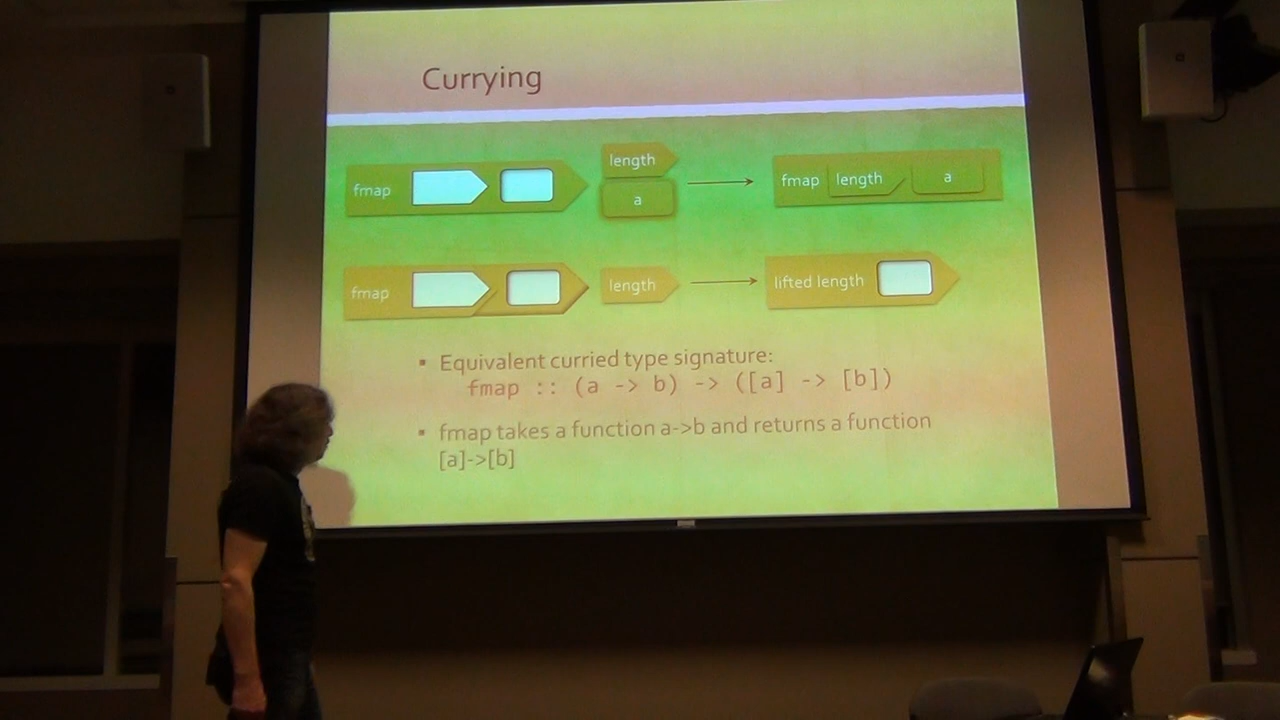 Currying
fmap length a fmap length a
fmap length lifted length
▪ Equivalent curried type signature:
fmap :: (a -> b) -> ([a] -> [b])
▪ fmap takes a function a->b and returns a function
[a]->[b]